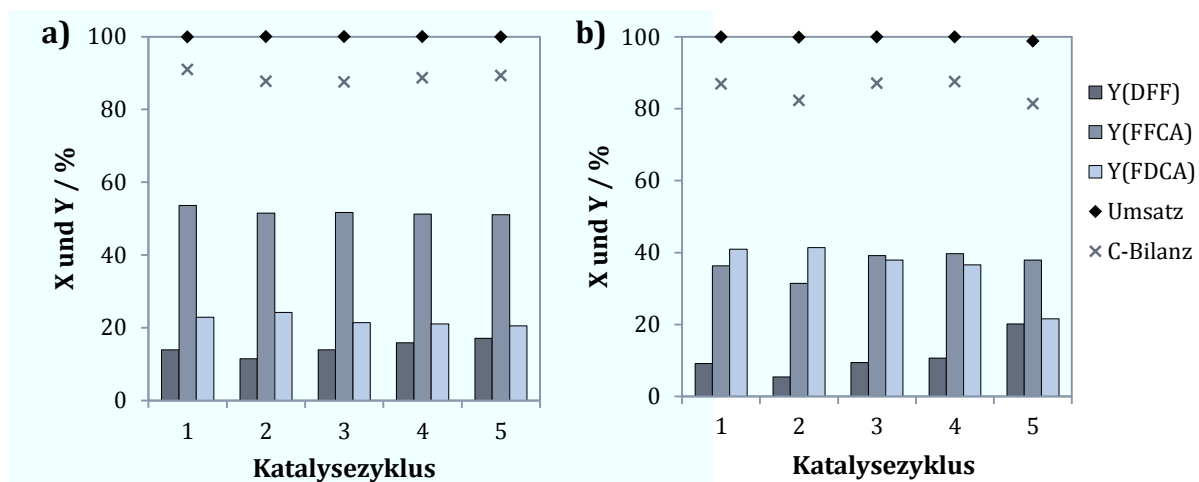 a)
X und Y / %
100
80
60
40
20
0
1 2 3 4 5
Katalysezyklus
b)
X und Y / %
100
80
60
40
20
0
1 2 3 4 5
Katalysezyklus
Y(DFF)
Y(FFCA)
Y(FDCA)
Umsatz
C-Bilanz